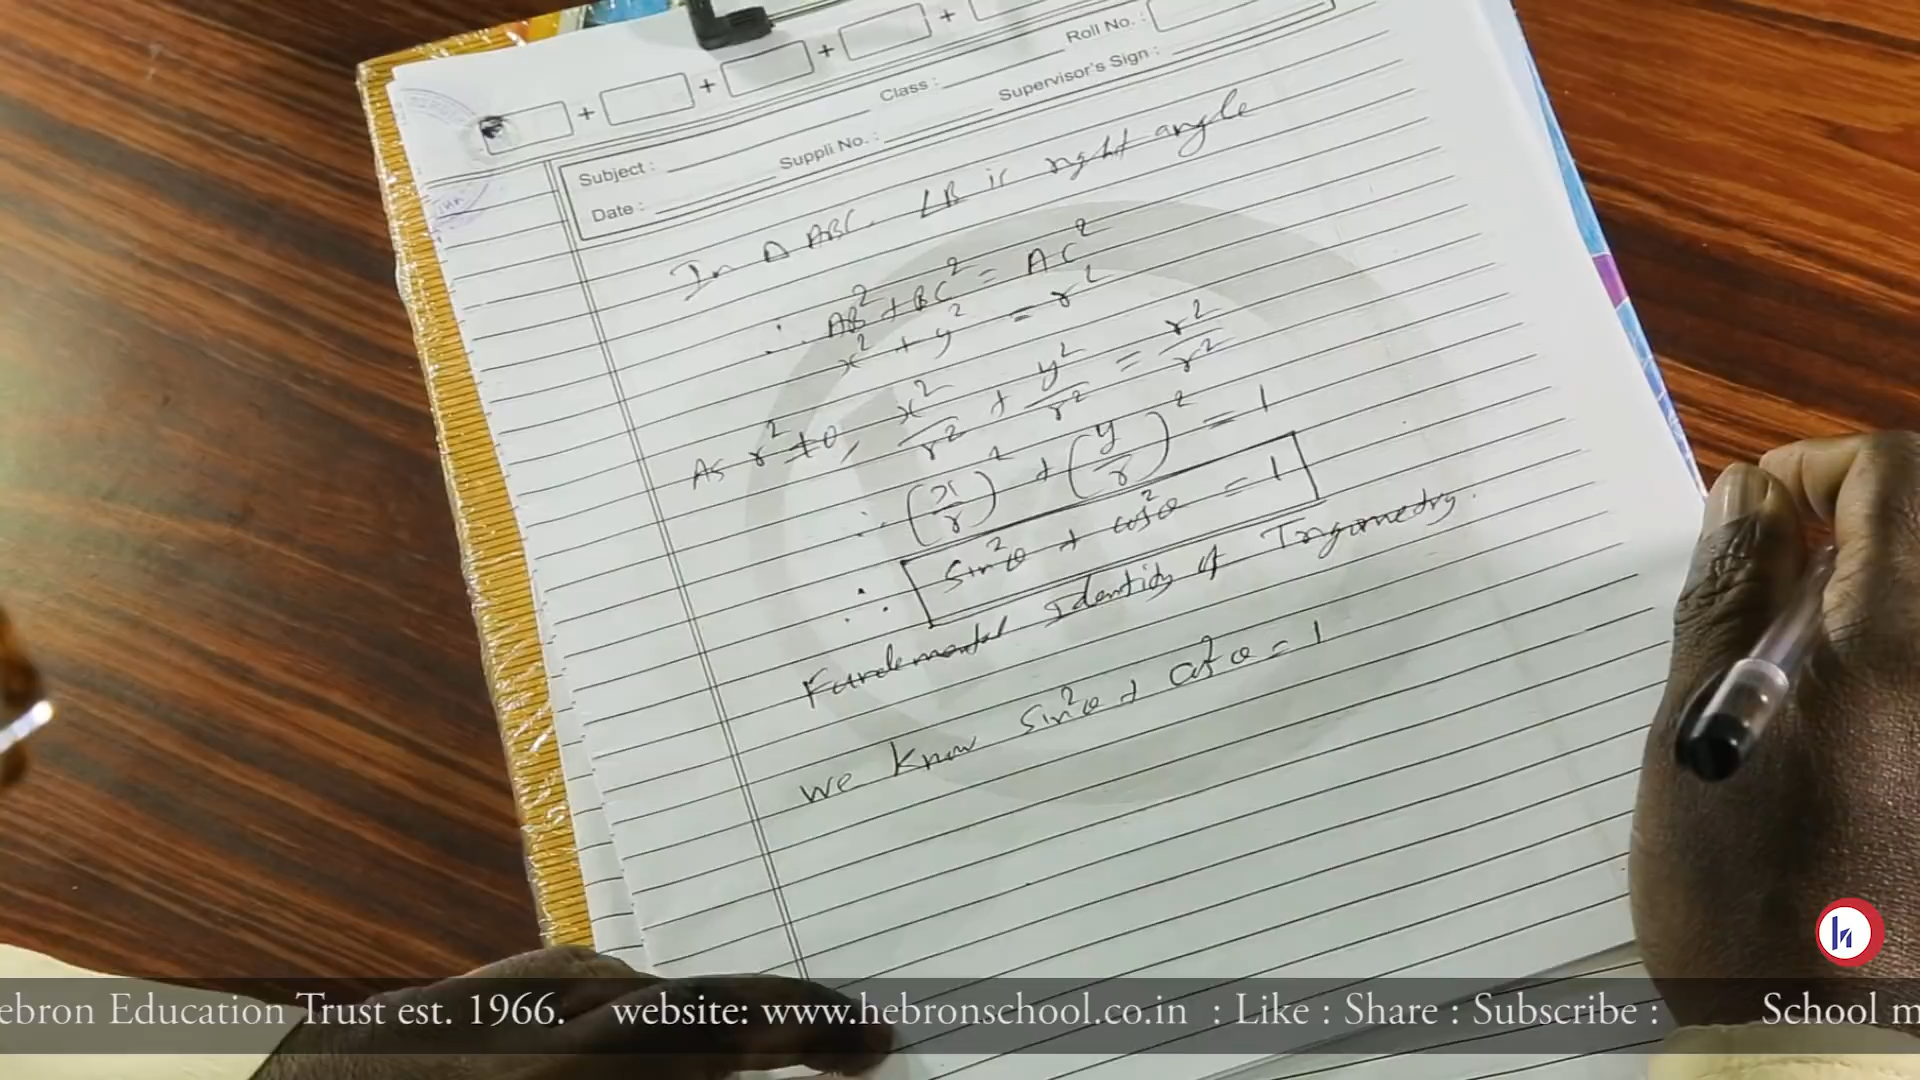 + + + +
Class : Roll No. :
Subject : Suppli No. : Supervisor's Sign :
Date :
In Δ ABC. ∠B is right angle
∴ AB² + BC² = AC²
x² + y² = r²
As r² ≠ 0, x²/r² + y²/r² = r²/r²
∴ (x/r)² + (y/r)² = 1
∴ sin²θ + cos²θ = 1
Fundamental Identity of Trigometry.
We know sin²θ + cos²θ = 1
ebron Education Trust est. 1966. website: www.hebronschool.co.in : Like : Share : Subscribe : School m